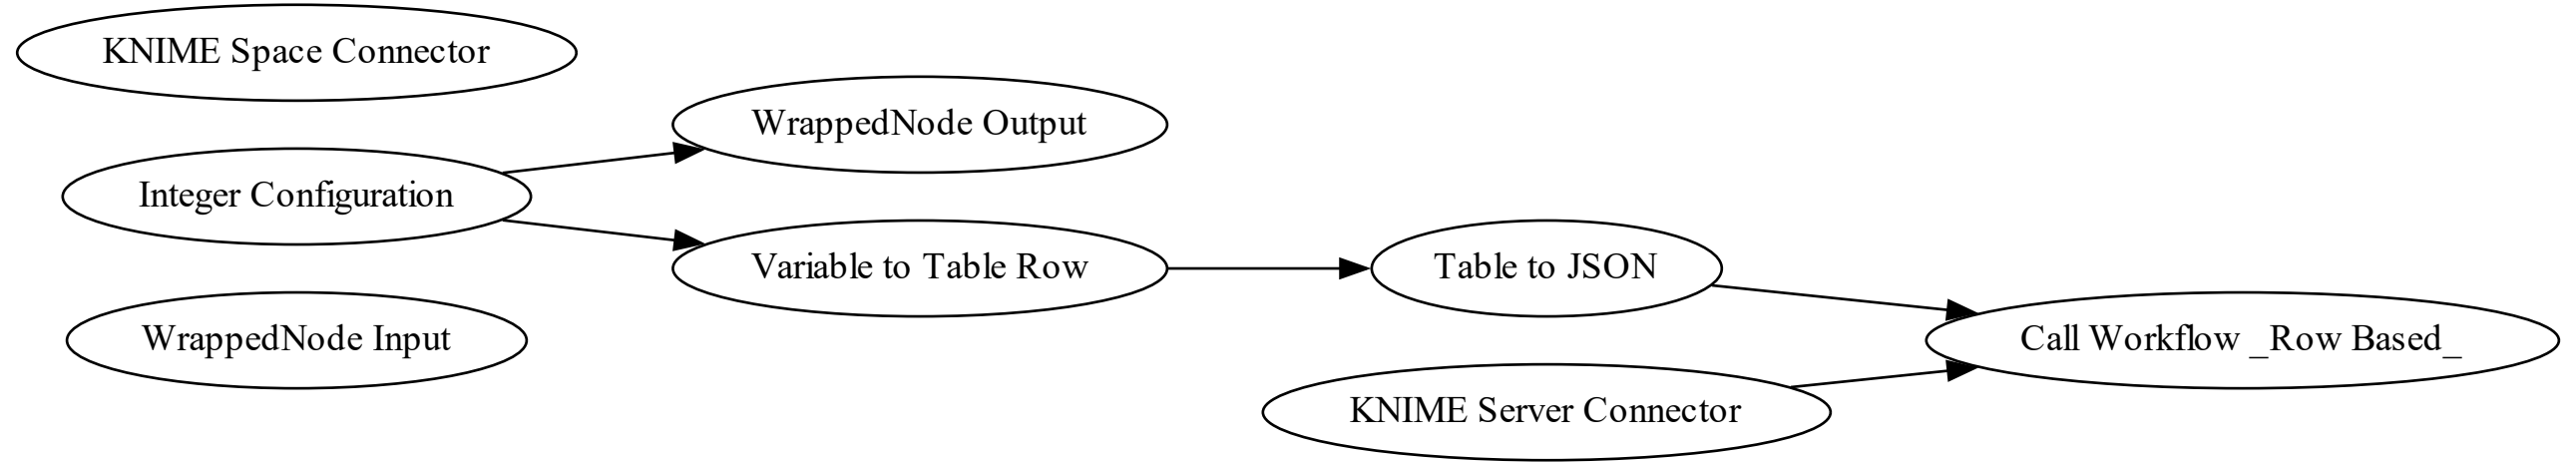 KNIME Space Connector
WrappedNode Output
Integer Configuration
Variable to Table Row
Table to JSON
WrappedNode Input
Call Workflow _Row Based_
KNIME Server Connector